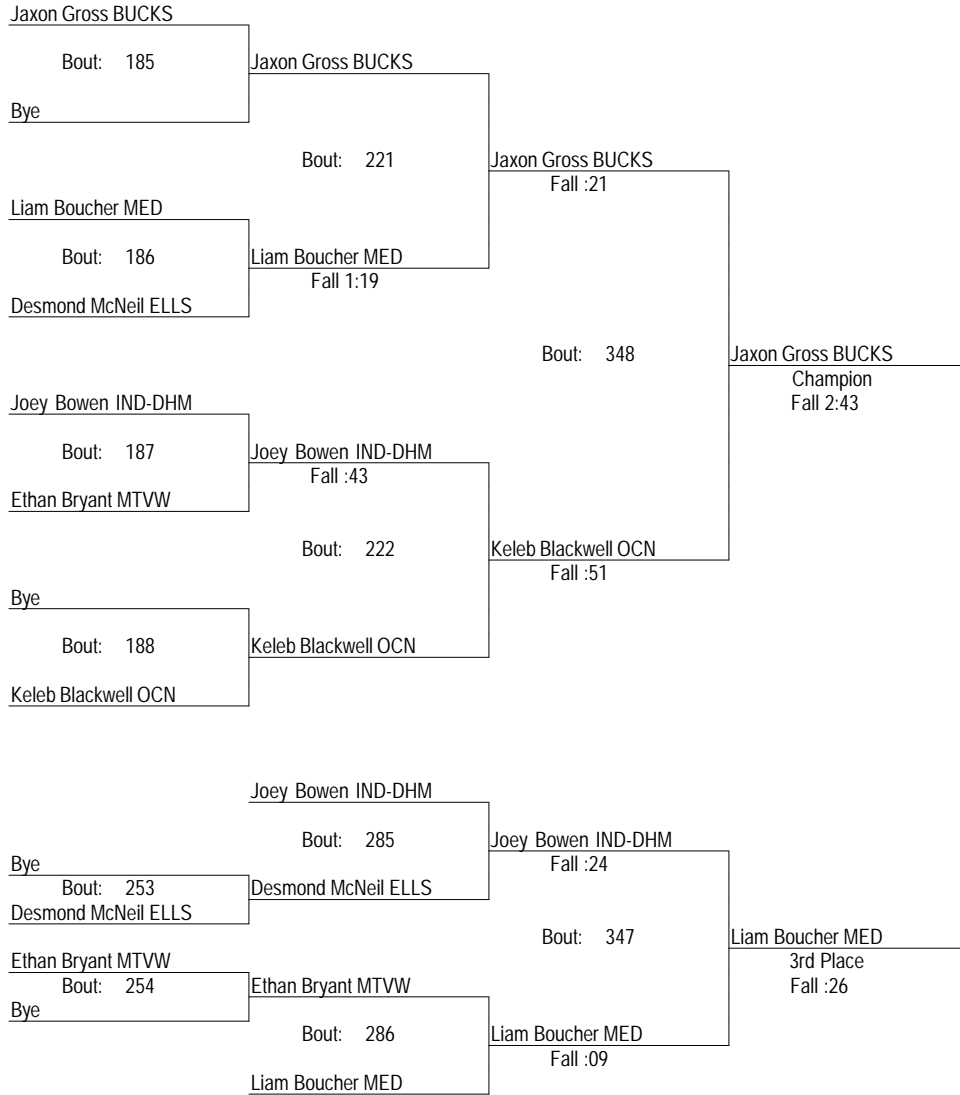 Jaxon Gross BUCKS
Bout: 185 Jaxon Gross BUCKS
Bye
Bout: 221 Jaxon Gross BUCKS
Fall :21
Liam Boucher MED
Bout: 186 Liam Boucher MED
Fall 1:19
Desmond McNeil ELLS
Bout: 348 Jaxon Gross BUCKS
Champion
Fall 2:43
Joey Bowen IND-DHM
Bout: 187 Joey Bowen IND-DHM
Fall :43
Ethan Bryant MTVW
Bout: 222 Keleb Blackwell OCN
Fall :51
Bye
Bout: 188 Keleb Blackwell OCN
Keleb Blackwell OCN
Joey Bowen IND-DHM
Bout: 285 Joey Bowen IND-DHM
Fall :24
Bye
Bout: 253 Desmond McNeil ELLS
Desmond McNeil ELLS
Bout: 347 Liam Boucher MED
3rd Place
Fall :26
Ethan Bryant MTVW
Bout: 254 Ethan Bryant MTVW
Bye
Bout: 286 Liam Boucher MED
Fall :09
Liam Boucher MED